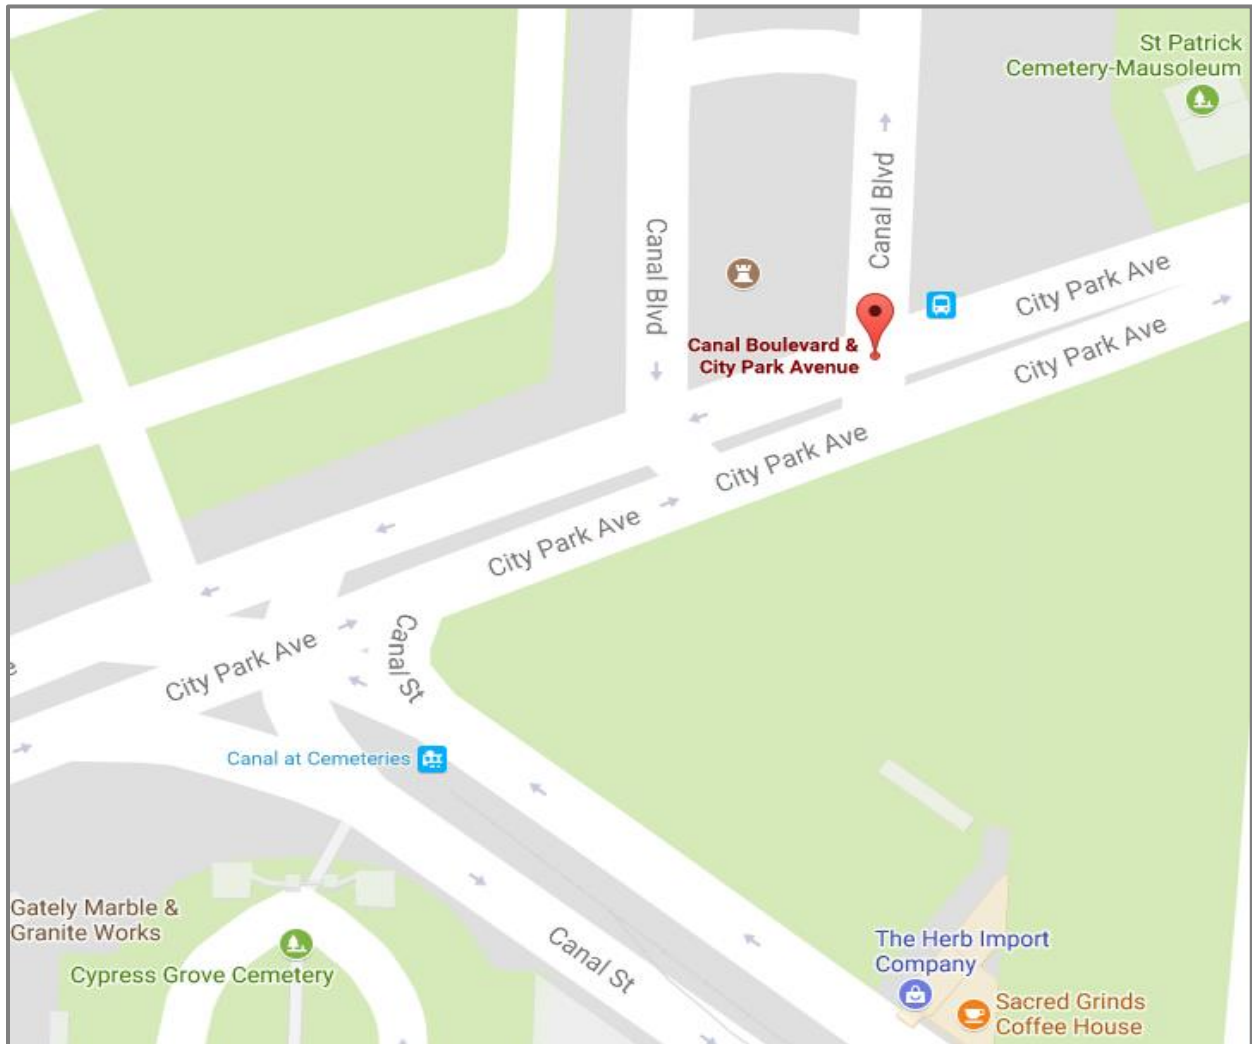 St Patrick
Cemetery-Mausoleum
Canal Blvd
Canal Blvd
City Park Ave
City Park Ave
Canal Boulevard &
City Park Avenue
City Park Ave
City Park Ave
Canal St
City Park Ave
Canal at Cemeteries
Gately Marble &
Granite Works
Cypress Grove Cemetery
Canal St
The Herb Import
Company
Sacred Grinds
Coffee House